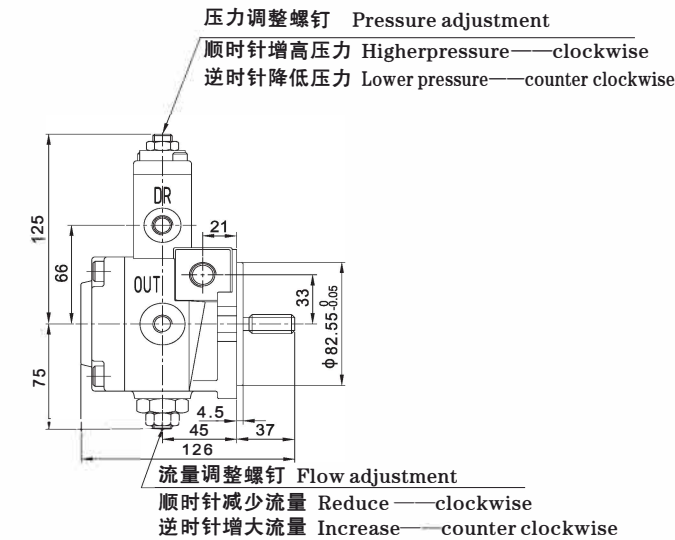 压力调整螺钉 Pressure adjustment
顺时针增高压力 Higherpressure——clockwise
逆时针降低压力 Lower pressure——counter clockwise
DR
21
125
66
OUT
33
φ82.55 0 -0.05
75
4.5
45
37
126
流量调整螺钉 Flow adjustment
顺时针减少流量 Reduce ——clockwise
逆时针增大流量 Increase——counter clockwise